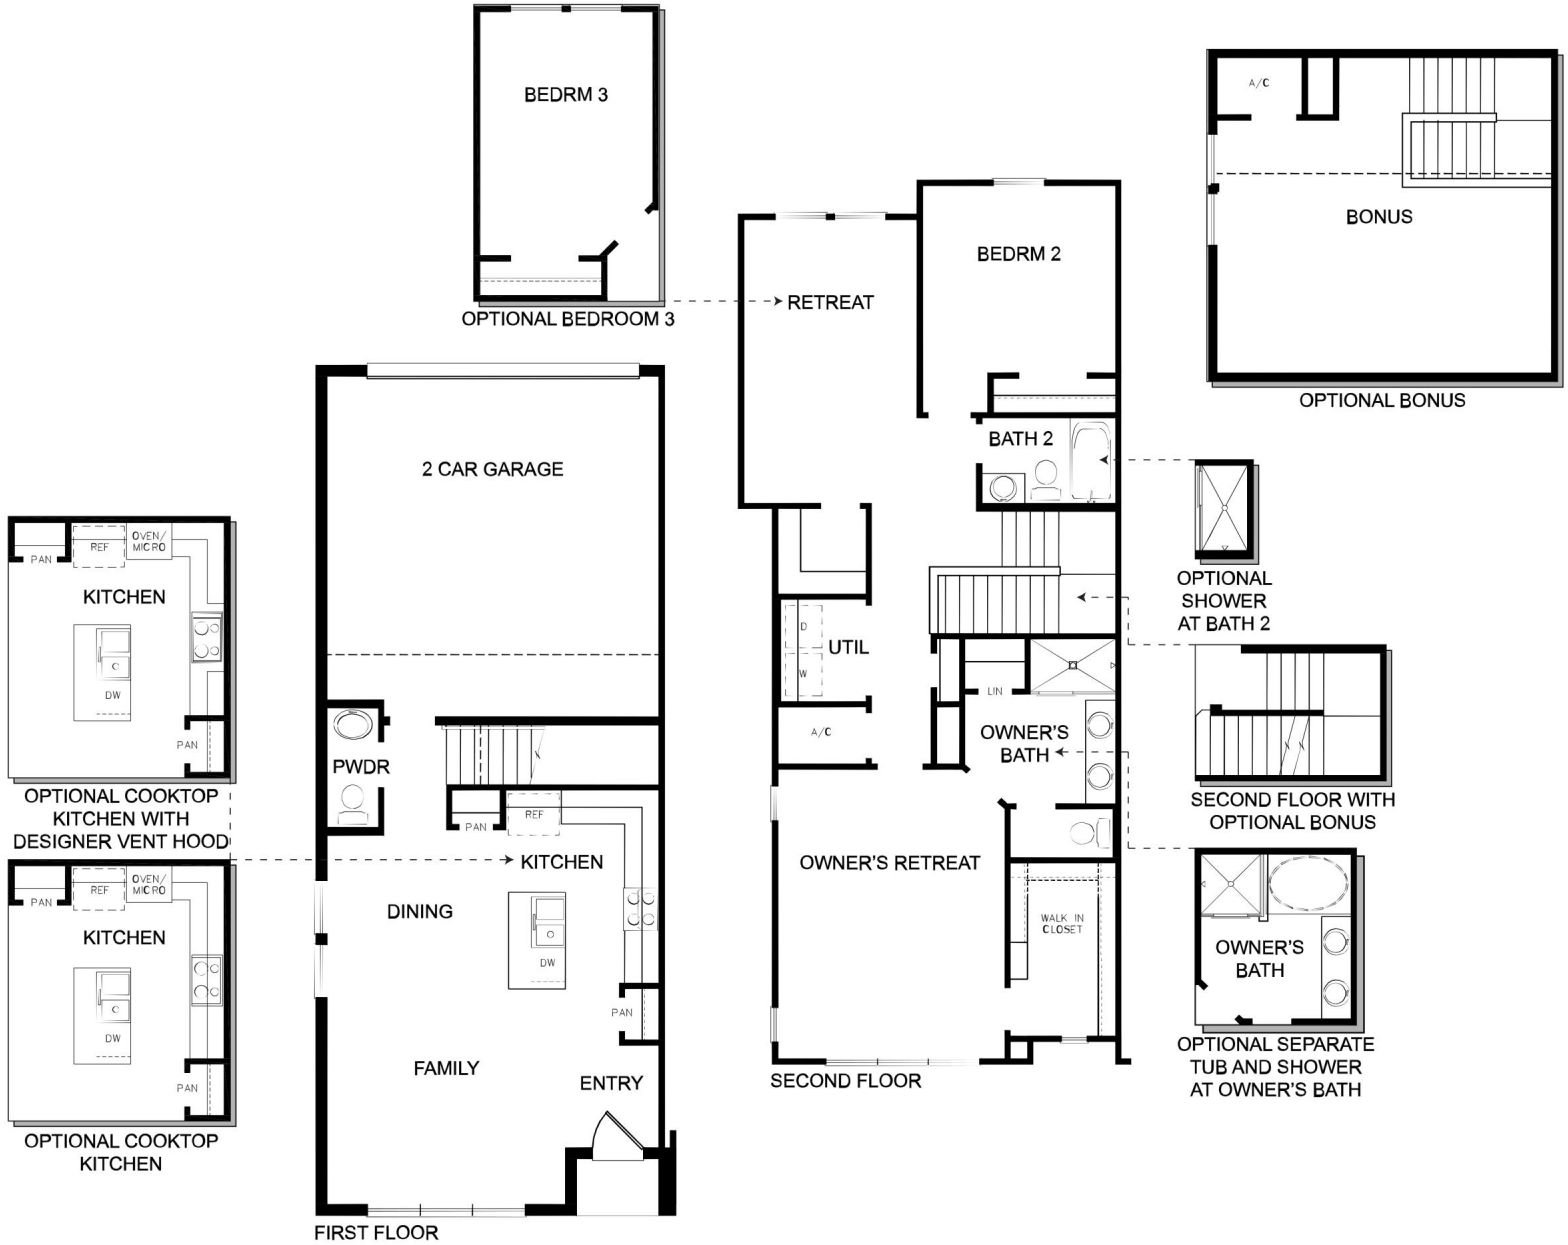 BEDRM 3
OPTIONAL BEDROOM 3
A/C
BONUS
OPTIONAL BONUS
OVEN/
MICRO
REF
PAN
KITCHEN
DW
PAN
OPTIONAL COOKTOP
KITCHEN WITH
DESIGNER VENT HOOD
OVEN/
MICRO
REF
PAN
KITCHEN
DW
PAN
OPTIONAL COOKTOP
KITCHEN
2 CAR GARAGE
PWDR
REF
PAN
KITCHEN
DINING
DW
PAN
FAMILY
ENTRY
FIRST FLOOR
BEDRM 2
RETREAT
BATH 2
D
UTIL
W
LIN
A/C
OWNER'S
BATH
OWNER'S RETREAT
WALK IN
CLOSET
SECOND FLOOR
OPTIONAL
SHOWER
AT BATH 2
SECOND FLOOR WITH
OPTIONAL BONUS
OWNER'S
BATH
OPTIONAL SEPARATE
TUB AND SHOWER
AT OWNER'S BATH